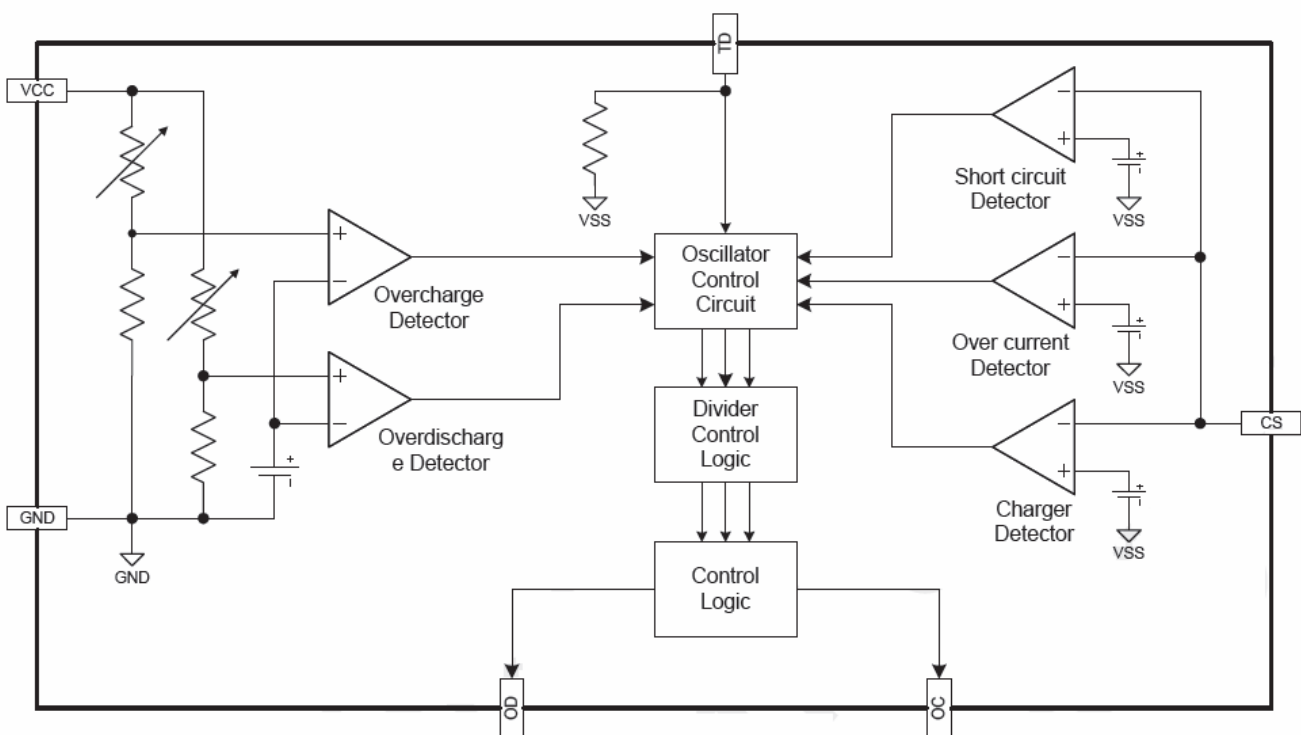 TD
VCC
VSS
+
−
Overcharge
Detector
+
−
Overdischarg
e Detector
+
GND
GND
Oscillator
Control
Circuit
Divider
Control
Logic
Control
Logic
−
+
+
Short circuit
Detector
VSS
−
+
+
Over current
Detector
VSS
−
+
+
Charger
Detector
VSS
CS
OD
OC